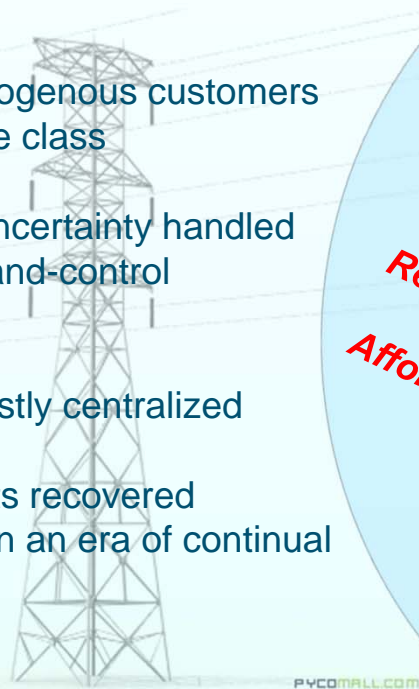 ogenous customers
e class
ncertainty handled
and-control
stly centralized
s recovered
n an era of continual
Re
Affor
PYCOMALL.COM